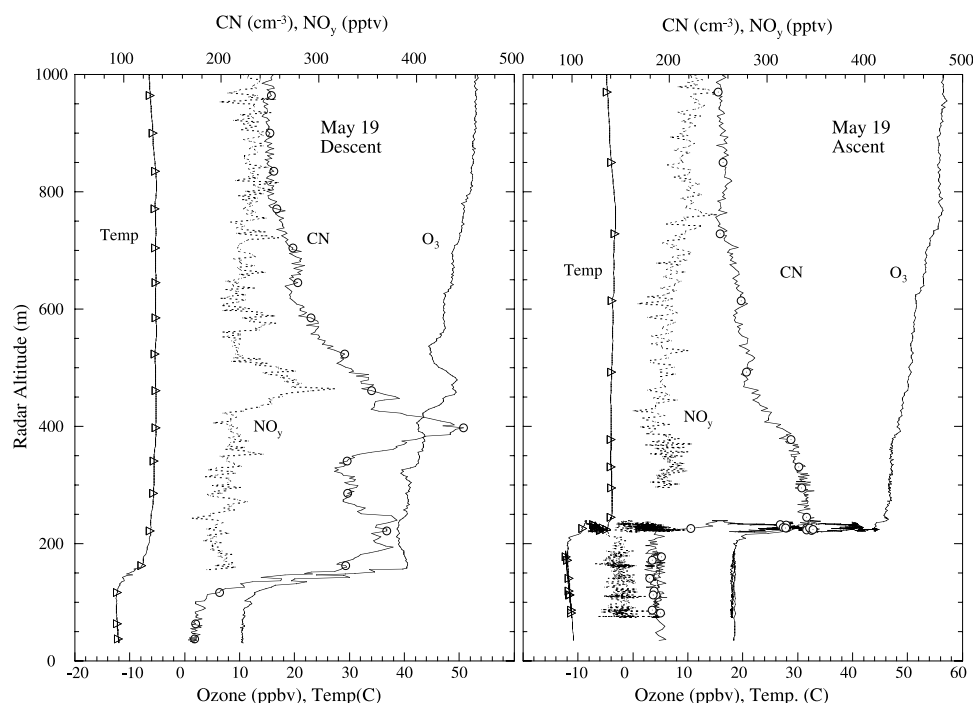 CN (cm⁻³), NOy (pptv) CN (cm⁻³), NOy (pptv)
100 200 300 400 500 100 200 300 400 500
1000
May 19 May 19
Descent Ascent
800
Temp CN O₃
Temp CN O₃
600
NOy NOy
400
200
0
-20 -10 0 10 20 30 40 50 -10 0 10 20 30 40 50 60
Radar Altitude (m)
Ozone (ppbv), Temp(C) Ozone (ppbv), Temp. (C)